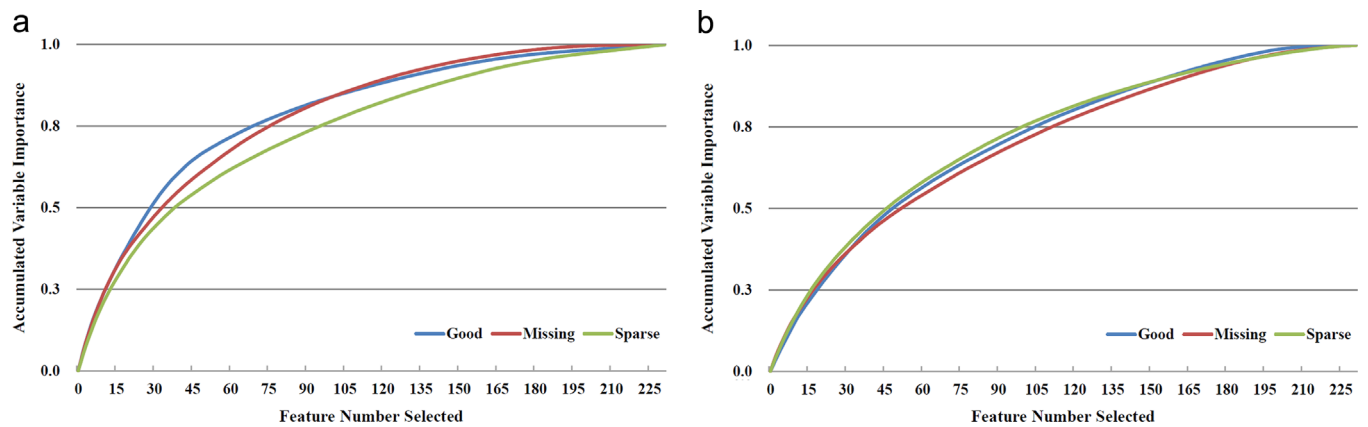 a
Accumulated Variable Importance
1.0
0.8
0.5
0.3
0.0
Good Missing Sparse
0 15 30 45 60 75 90 105 120 135 150 165 180 195 210 225
Feature Number Selected
b
Accumulated Variable Importance
1.0
0.8
0.5
0.3
0.0
Good Missing Sparse
0 15 30 45 60 75 90 105 120 135 150 165 180 195 210 225
Feature Number Selected